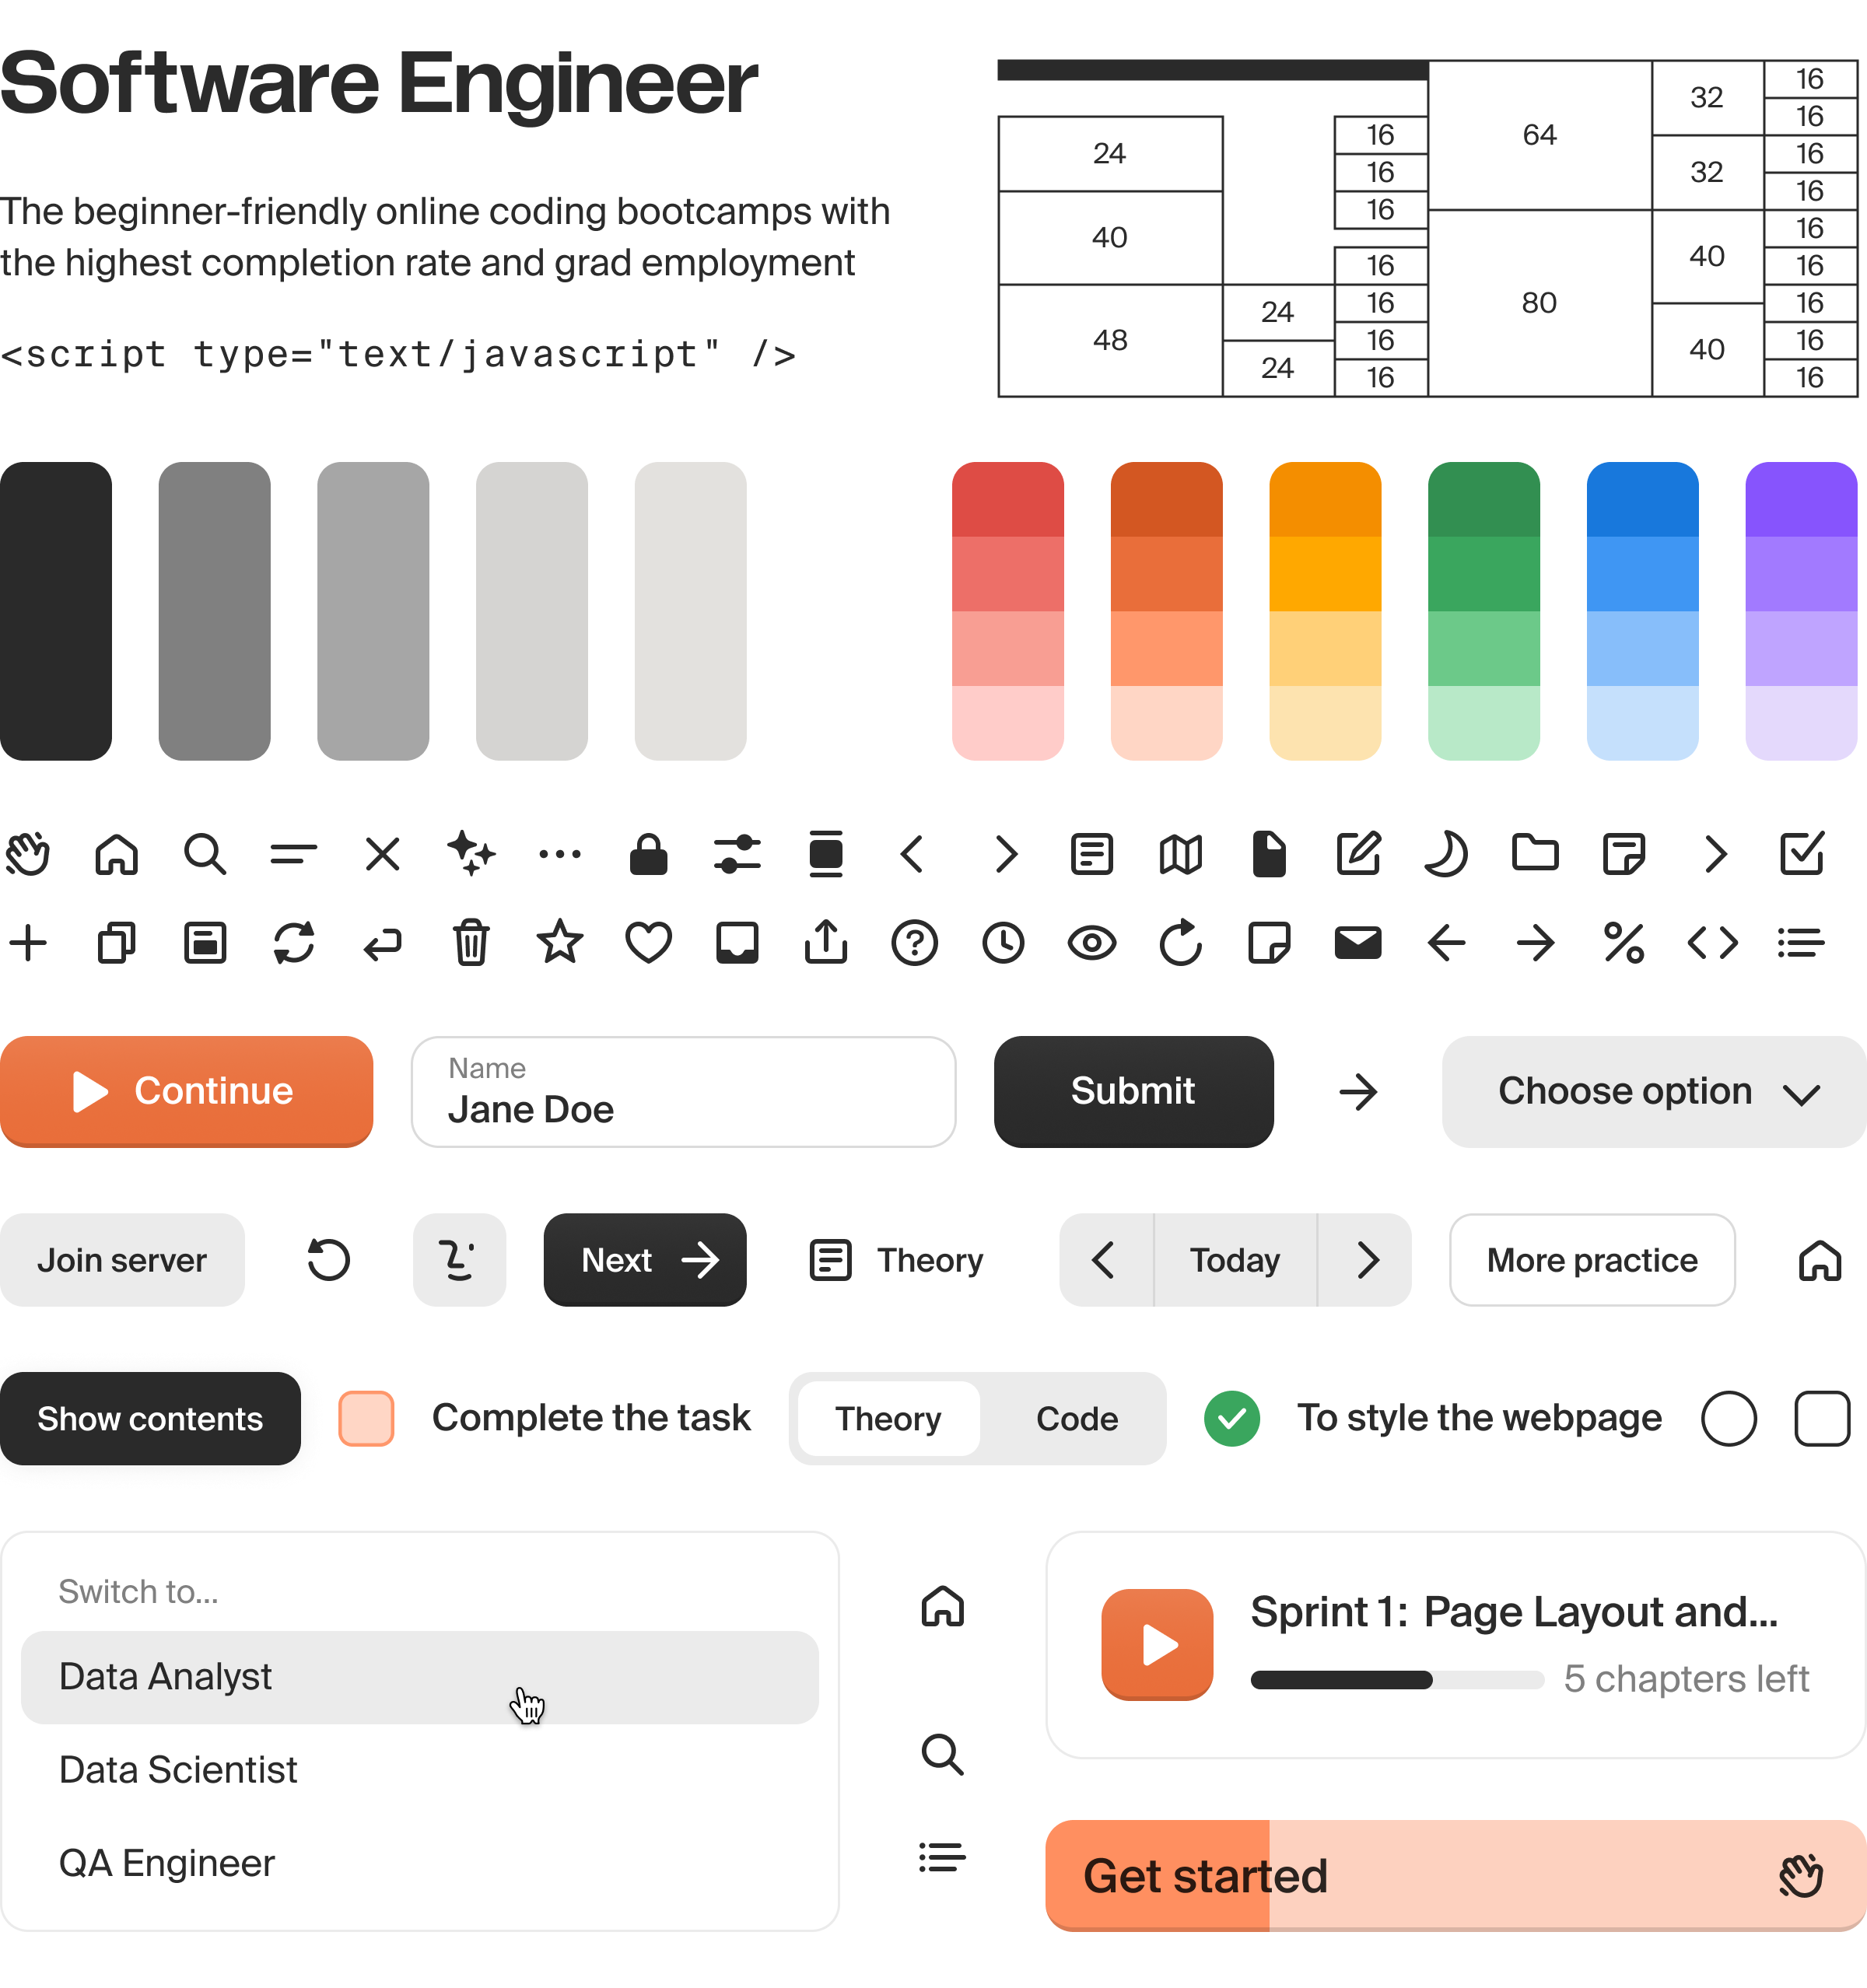 Software Engineer
The beginner-friendly online coding bootcamps with
the highest completion rate and grad employment
<script type="text/javascript" />
24
40
48
24
24
16
16
16
16
16
16
16
64
80
32
32
40
40
16
16
16
16
16
16
16
16
16
Continue
Name
Jane Doe
Submit
Choose option
Join server
Next
Theory
Today
More practice
Show contents
Complete the task
Theory
Code
To style the webpage
Switch to...
Data Analyst
Data Scientist
QA Engineer
Sprint 1: Page Layout and...
5 chapters left
Get started